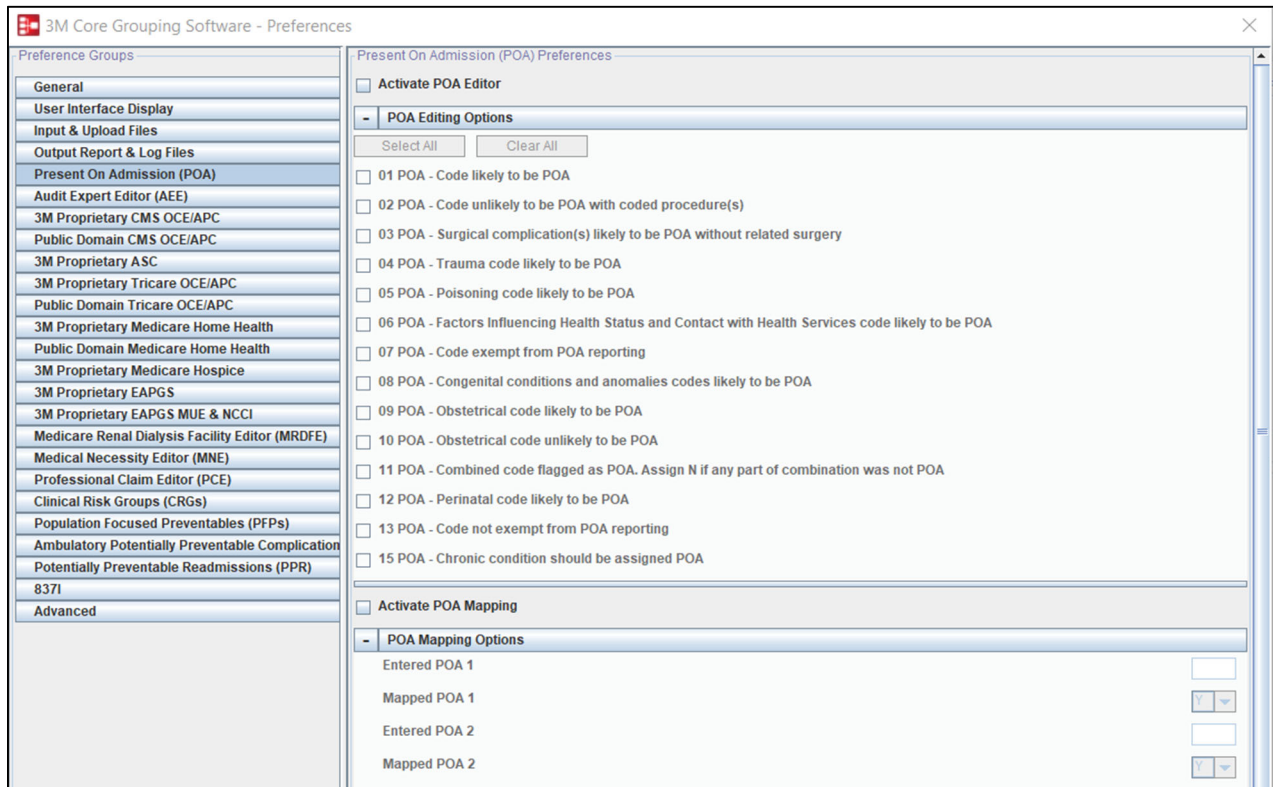 3M Core Grouping Software - Preferences
Preference Groups
General
User Interface Display
Input & Upload Files
Output Report & Log Files
Present On Admission (POA)
Audit Expert Editor (AEE)
3M Proprietary CMS OCE/APC
Public Domain CMS OCE/APC
3M Proprietary ASC
3M Proprietary Tricare OCE/APC
Public Domain Tricare OCE/APC
3M Proprietary Medicare Home Health
Public Domain Medicare Home Health
3M Proprietary Medicare Hospice
3M Proprietary EAPGS
3M Proprietary EAPGS MUE & NCCI
Medicare Renal Dialysis Facility Editor (MRDFE)
Medical Necessity Editor (MNE)
Professional Claim Editor (PCE)
Clinical Risk Groups (CRGs)
Population Focused Preventables (PFPs)
Ambulatory Potentially Preventable Complication
Potentially Preventable Readmissions (PPR)
837I
Advanced
Present On Admission (POA) Preferences
Activate POA Editor
- POA Editing Options
Select All Clear All
01 POA - Code likely to be POA
02 POA - Code unlikely to be POA with coded procedure(s)
03 POA - Surgical complication(s) likely to be POA without related surgery
04 POA - Trauma code likely to be POA
05 POA - Poisoning code likely to be POA
06 POA - Factors Influencing Health Status and Contact with Health Services code likely to be POA
07 POA - Code exempt from POA reporting
08 POA - Congenital conditions and anomalies codes likely to be POA
09 POA - Obstetrical code likely to be POA
10 POA - Obstetrical code unlikely to be POA
11 POA - Combined code flagged as POA. Assign N if any part of combination was not POA
12 POA - Perinatal code likely to be POA
13 POA - Code not exempt from POA reporting
15 POA - Chronic condition should be assigned POA
Activate POA Mapping
- POA Mapping Options
Entered POA 1
Mapped POA 1 Y
Entered POA 2
Mapped POA 2 Y